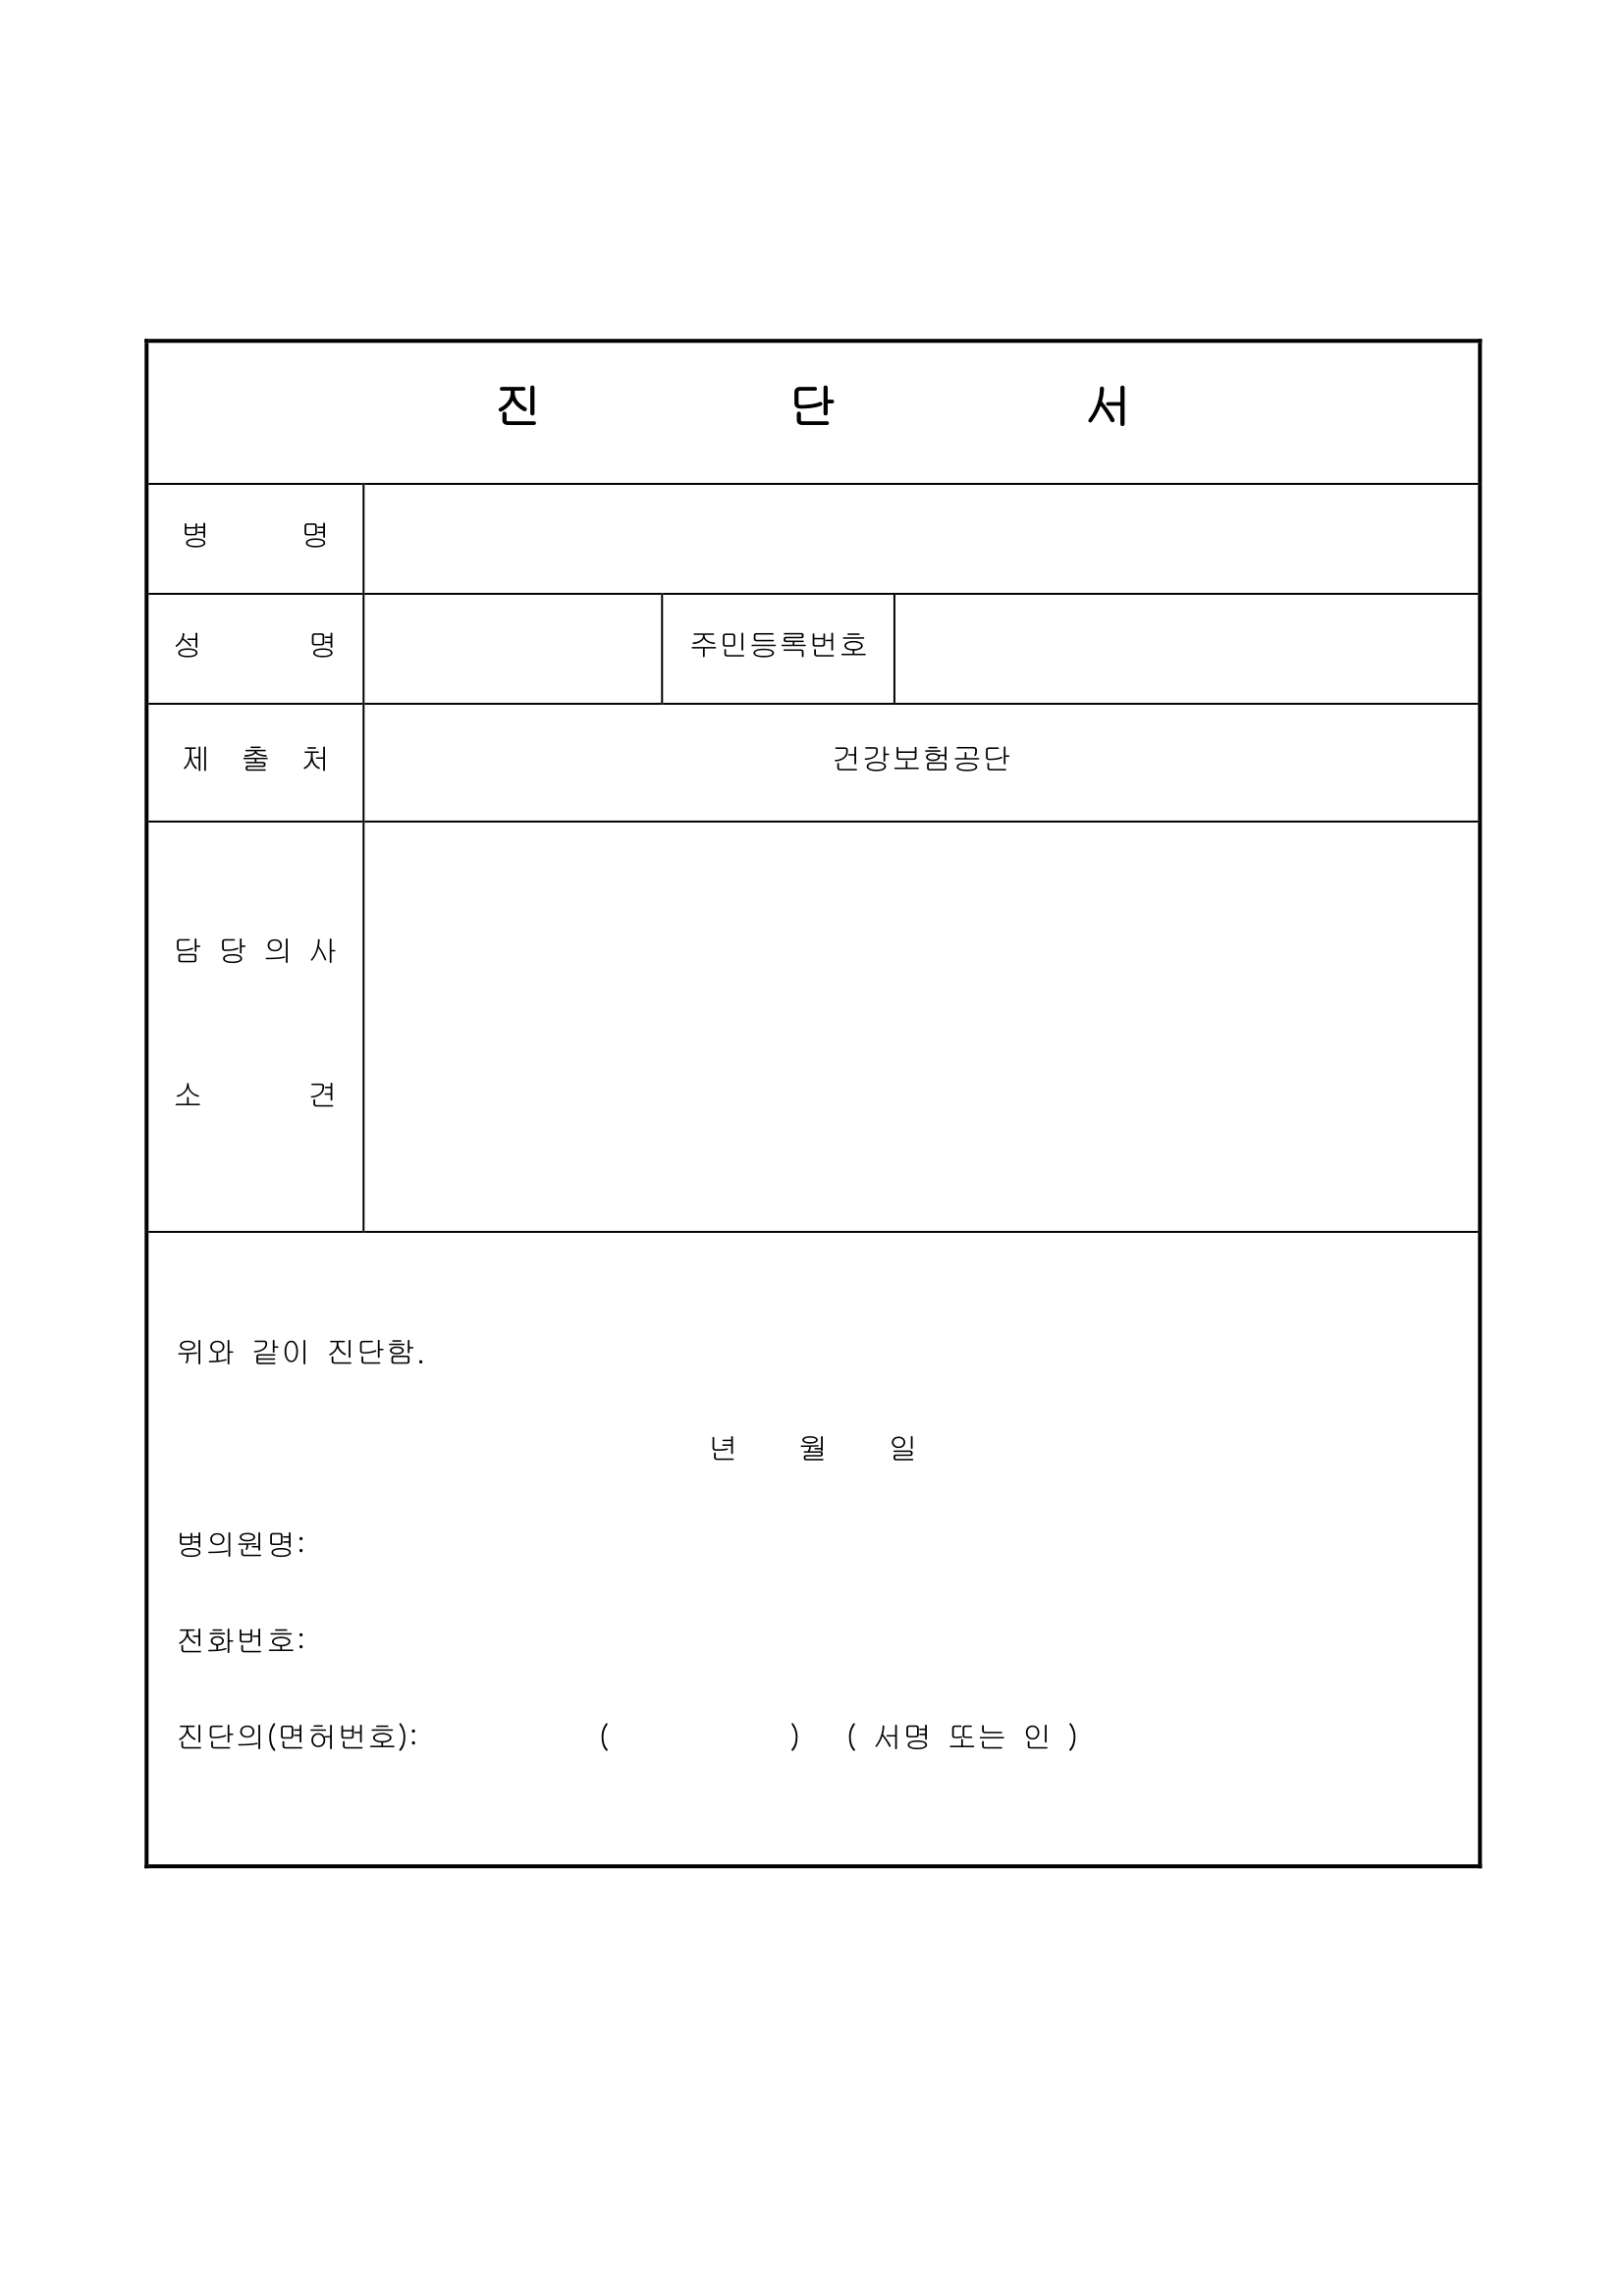 진 단 서
병 명
성 명 주민등록번호
제 출 처 건강보험공단
담 당 의 사
소 견
위와 같이 진단함.
년 월 일
병의원명:
전화번호:
진단의(면허번호): ( ) ( 서명 또는 인 )